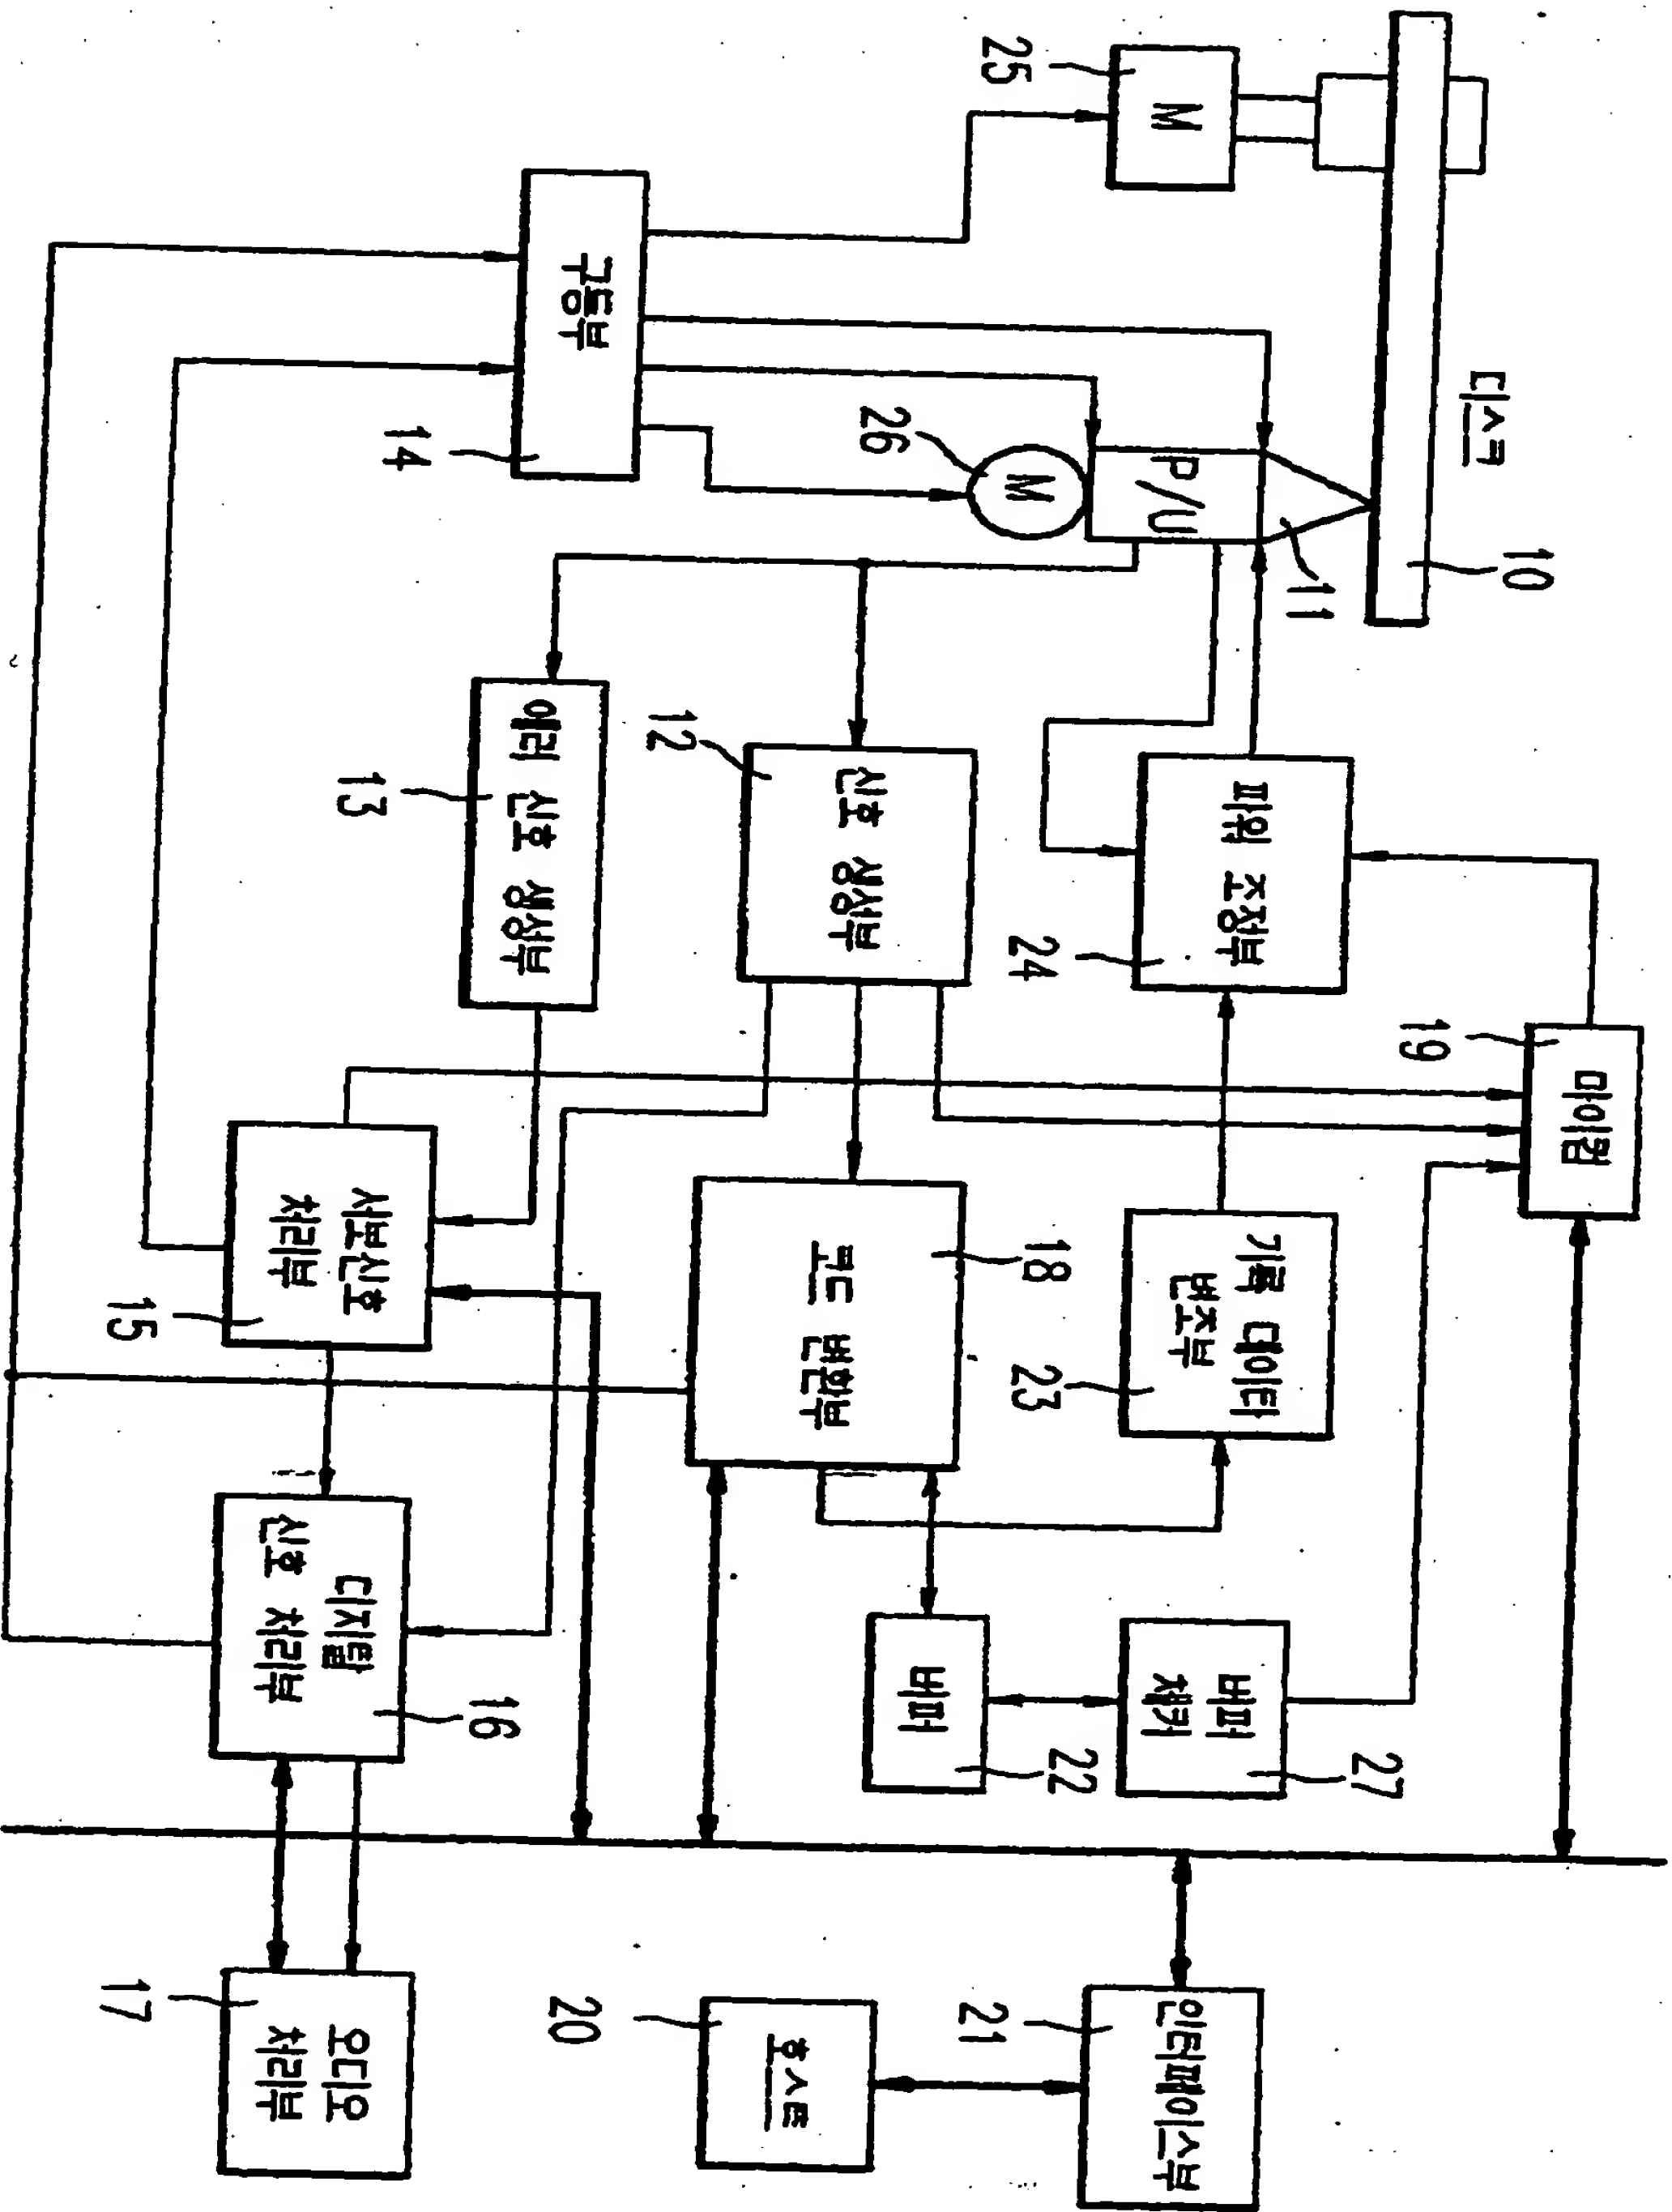 디스크
10
마이컴
19
25
M
11
P/U
26
M
파워 조정부
24
기록 데이터
변조부
23
버퍼
체커
27
인터페이스부
21
신호 생성부
12
코드 변환부
18
버퍼
22
호스트
20
구동부
14
에러 신호 생성부
13
서보신호
처리부
15
디지탈
신호 처리부
16
오디오
처리부
17